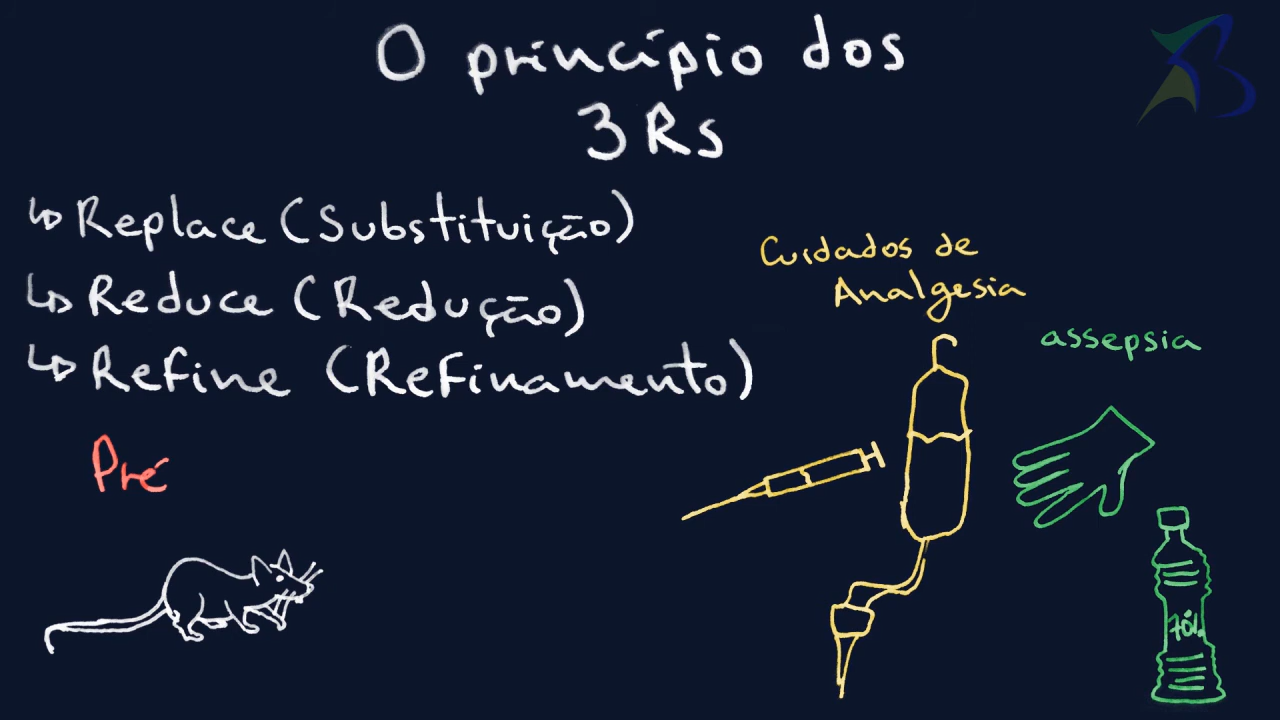 O princípio dos
3Rs
↳ Replace (Substituição)
↳ Reduce (Redução)
↳ Refine (Refinamento)
Cuidados de
Analgesia
assepsia
Pré
70%